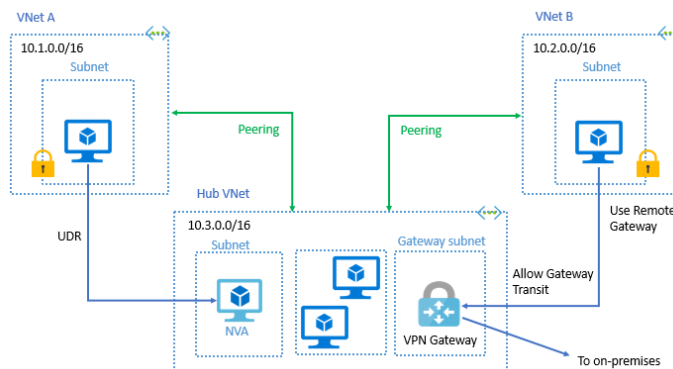 VNet A
VNet B
10.1.0.0/16
10.2.0.0/16
Subnet
Subnet
Peering
Peering
Hub VNet
Use Remote
Gateway
10.3.0.0/16
UDR
Subnet
Gateway subnet
Allow Gateway
Transit
NVA
VPN Gateway
To on-premises